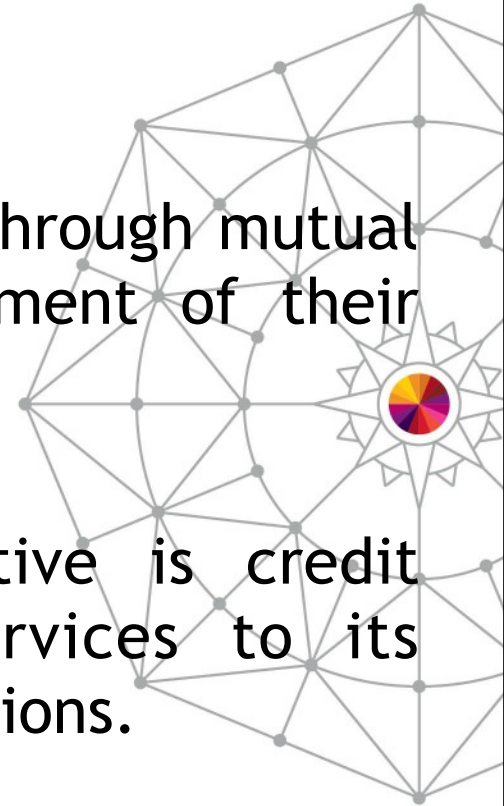 hrough mutual
ment of their
tive is credit
rvices to its
ions.